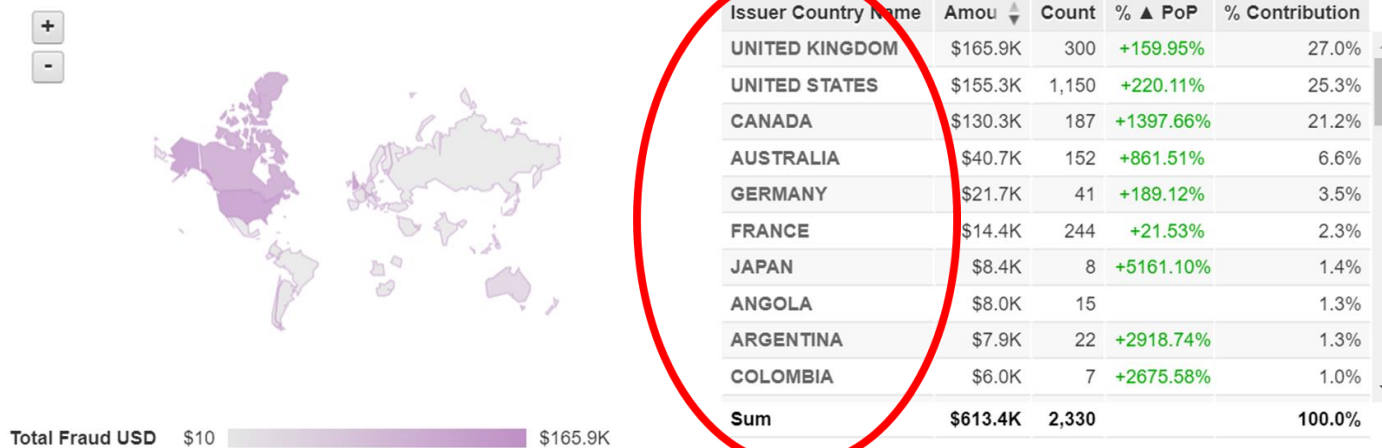 +
-
Issuer Country Name Amou Count % ▲ PoP % Contribution
UNITED KINGDOM $165.9K 300 +159.95% 27.0%
UNITED STATES $155.3K 1,150 +220.11% 25.3%
CANADA $130.3K 187 +1397.66% 21.2%
AUSTRALIA $40.7K 152 +861.51% 6.6%
GERMANY $21.7K 41 +189.12% 3.5%
FRANCE $14.4K 244 +21.53% 2.3%
JAPAN $8.4K 8 +5161.10% 1.4%
ANGOLA $8.0K 15 1.3%
ARGENTINA $7.9K 22 +2918.74% 1.3%
COLOMBIA $6.0K 7 +2675.58% 1.0%
Sum $613.4K 2,330 100.0%
Total Fraud USD $10 $165.9K